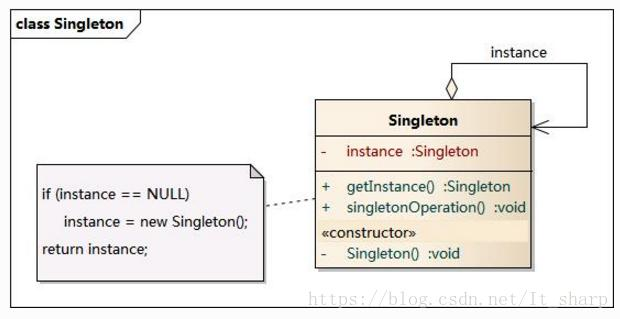 class Singleton
instance
Singleton
- instance :Singleton
+ getInstance() :Singleton
+ singletonOperation() :void
«constructor»
- Singleton() :void
if (instance == NULL)
instance = new Singleton();
return instance;
https://blog.csdn.net/It_sharp